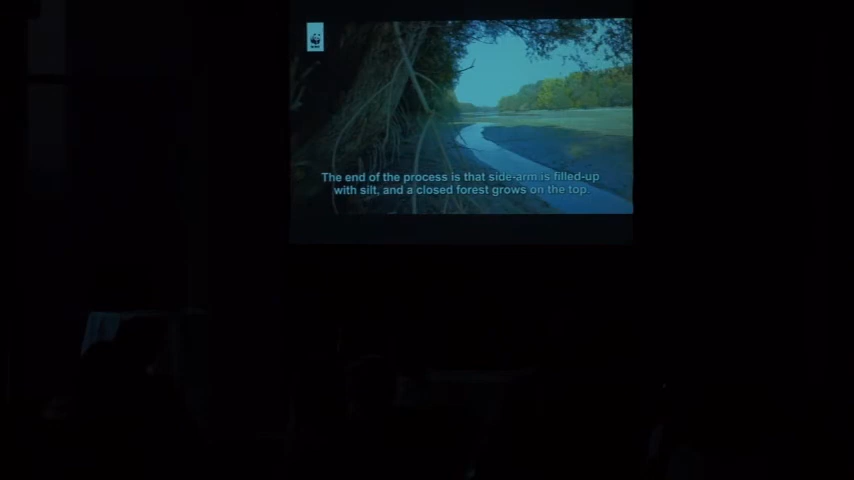 The end of the process is that side-arm is filled-up
with silt, and a closed forest grows on the top.